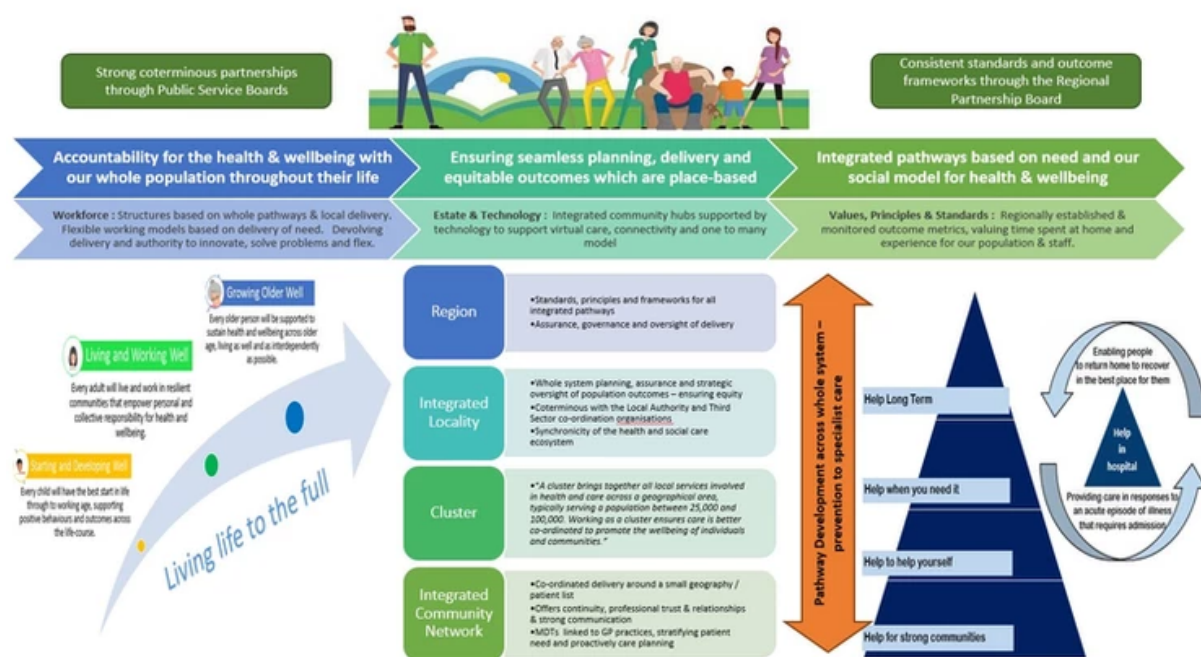 Strong coterminous partnerships
through Public Service Boards
Consistent standards and outcome
frameworks through the Regional
Partnership Board
Accountability for the health & wellbeing with
our whole population throughout their life
Ensuring seamless planning, delivery and
equitable outcomes which are place-based
Integrated pathways based on need and our
social model for health & wellbeing
Workforce : Structures based on whole pathways & local delivery.
Flexible working models based on delivery of need. Devolving
delivery and authority to innovate, solve problems and flex.
Estate & Technology : Integrated community hubs supported by
technology to support virtual care, connectivity and one to many
model
Values, Principles & Standards : Regionally established &
monitored outcome metrics, valuing time spent at home and
experience for our population & staff.
Growing Older Well
Every older person will be supported to
sustain health and wellbeing across older
age, living as well and as interdependently
as possible.
Living and Working Well
Every adult will live and work in resilient
communities that empower personal and
collective responsibility for health and
wellbeing.
Starting and Developing Well
Every child will have the best start in life
through to working age, supporting
positive behaviours and outcomes across
the life-course.
Living life to the full
Region
•Standards, principles and frameworks for all
integrated pathways
•Assurance, governance and oversight of delivery
Integrated
Locality
•Whole system planning, assurance and strategic
oversight of population outcomes – ensuring equity
•Coterminous with the Local Authority and Third
Sector co-ordination organisations
•Synchronicity of the health and social care
ecosystem
Cluster
•"A cluster brings together all local services involved
in health and care across a geographical area,
typically serving a population between 25,000 and
100,000. Working as a cluster ensures care is better
co-ordinated to promote the wellbeing of individuals
and communities."
Integrated
Community
Network
•Co-ordinated delivery around a small geography /
patient list
•Offers continuity, professional trust & relationships
& strong communication
•MDTs linked to GP practices, stratifying patient
need and proactively care planning
Pathway Development across whole system –
prevention to specialist care
Help Long Term
Help when you need it
Help to help yourself
Help for strong communities
Enabling people
to return home to recover
in the best place for them
Help
in
hospital
Providing care in responses to
an acute episode of illness
that requires admission